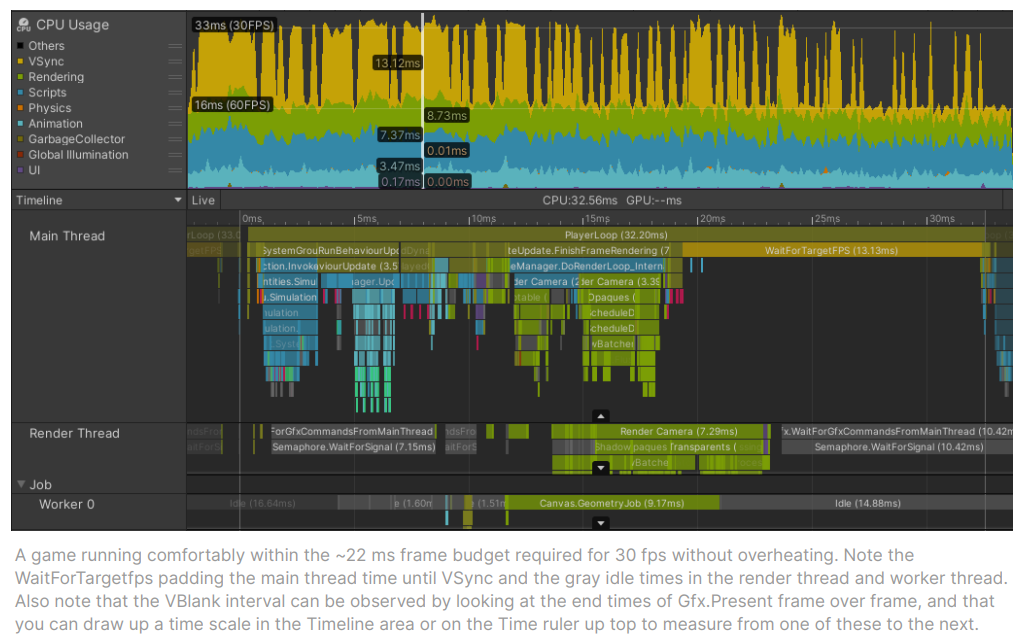 CPU Usage
Others
VSync
Rendering
Scripts
Physics
Animation
GarbageCollector
Global Illumination
UI
33ms (30FPS)
13.12ms
16ms (60FPS)
8.73ms
7.37ms
0.01ms
3.47ms
0.17ms
0.00ms
Timeline
Live
CPU:32.56ms GPU:--ms
0ms
5ms
10ms
15ms
20ms
25ms
30ms
Main Thread
PlayerLoop (32.20ms)
SystemGrouRunBehaviourUpd
teUpdate.FinishFrameRendering (7
WaitForTargetFPS (13.13ms)
ction.InvokaviourUpdate (3.5
eManager.DoRenderLoop_Intern
ntities.Simu
ager.Upd
der Camera (2
der Camera (3.39
u.Simulation
Opaques (
ulation
cheduleD
ulation.
cheduleD
wBatche
Render Thread
ForGfxCommandsFromMainThread
Render Camera (7.29ms)
x.WaitForGfxCommandsFromMainThread (10.42m
Semaphore.WaitForSignal (7.15ms)
Transparents (
Semaphore.WaitForSignal (10.42ms)
Job
Worker 0
Idle (16.64ms)
e (1.60m
(1.51m
Canvas.GeometryJob (9.17ms)
Idle (14.88ms)
A game running comfortably within the ~22 ms frame budget required for 30 fps without overheating. Note the
WaitForTargetfps padding the main thread time until VSync and the gray idle times in the render thread and worker thread.
Also note that the VBlank interval can be observed by looking at the end times of Gfx.Present frame over frame, and that
you can draw up a time scale in the Timeline area or on the Time ruler up top to measure from one of these to the next.